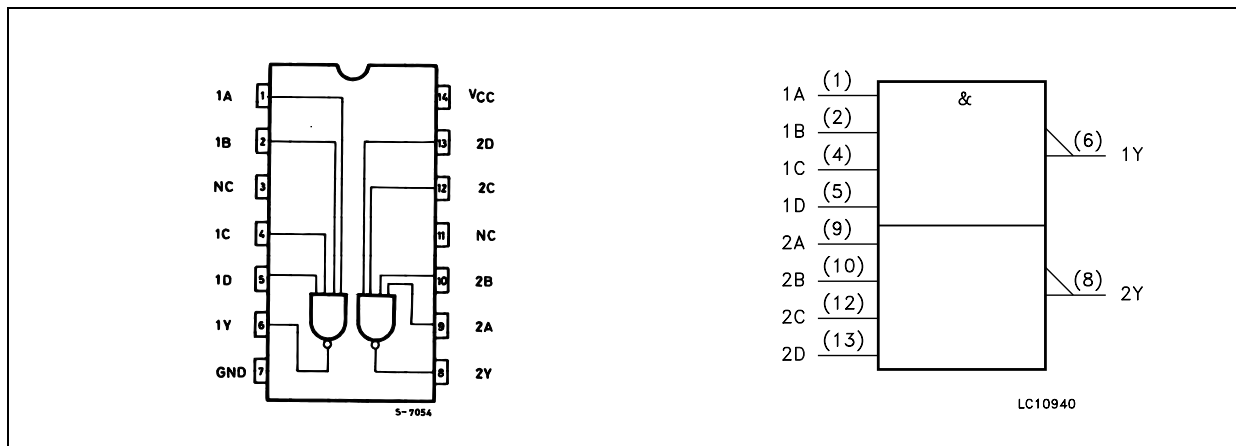 1A 1 14 VCC
1B 2 13 2D
NC 3 12 2C
1C 4 11 NC
1D 5 10 2B
1Y 6 9 2A
GND 7 8 2Y
S-7054
&
1A (1)
1B (2)
1C (4)
1D (5)
2A (9)
2B (10)
2C (12)
2D (13)
(6) 1Y
(8) 2Y
LC10940